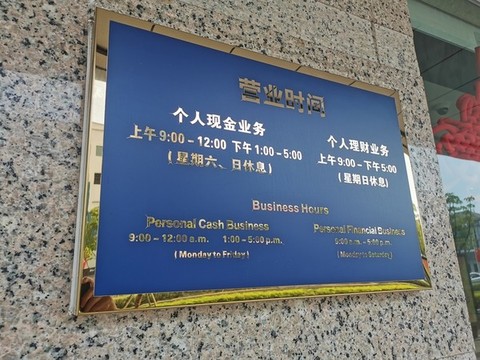 营业时间
个人现金业务
上午9:00－12:00 下午1:00－5:00
(星期六、日休息)
个人理财业务
上午9:00－下午5:00
(星期日休息)
Business Hours
Personal Cash Business
9:00 - 12:00 a.m. 1:00 - 5:00 p.m.
( Monday to Friday )
Personal Financial Business
9:00 a.m. - 5:00 p.m.
( Monday to Saturday )